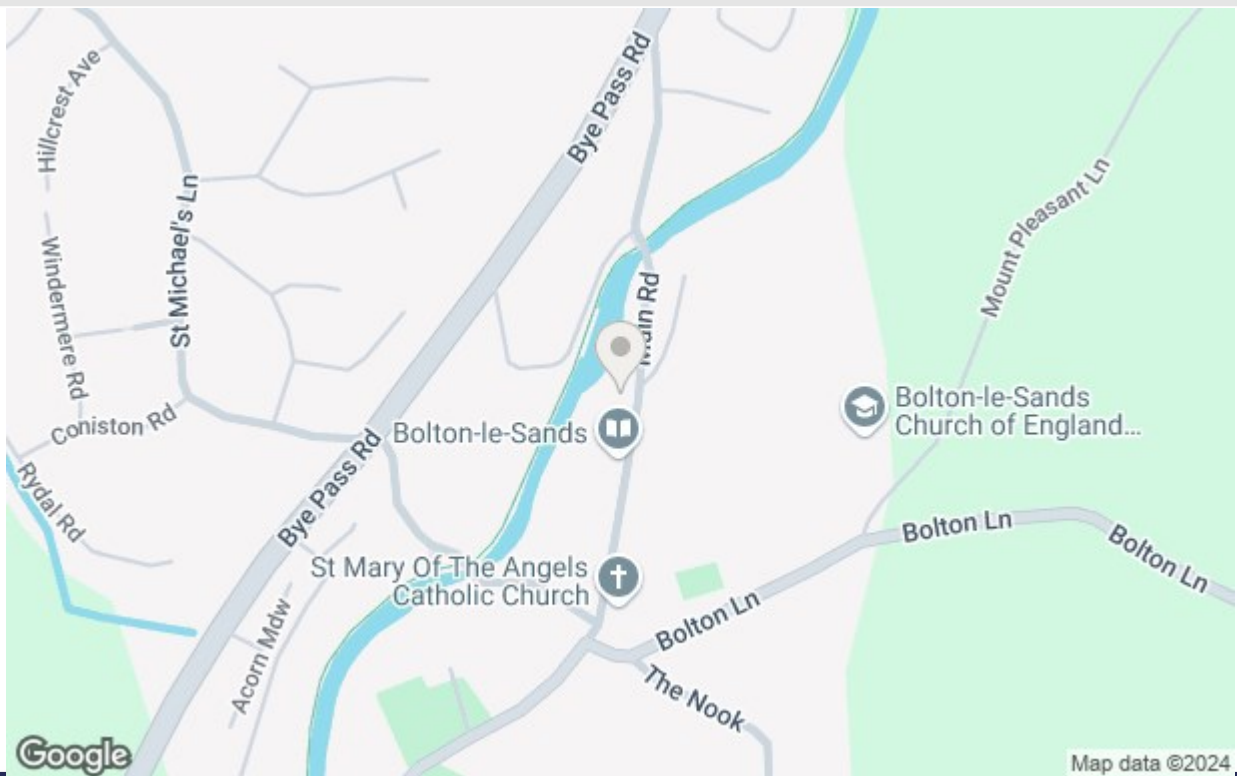 Hillcrest Ave
Bye Pass Rd
St Michael's Ln
Windermere Rd
Mount Pleasant Ln
Main Rd
Coniston Rd
Bolton-le-Sands
Bolton-le-Sands
Church of England...
Rydal Rd
Bye Pass Rd
Bolton Ln
Bolton Ln
St Mary Of The Angels
Catholic Church
Bolton Ln
Acorn Mdw
The Nook
Google
Map data ©2024